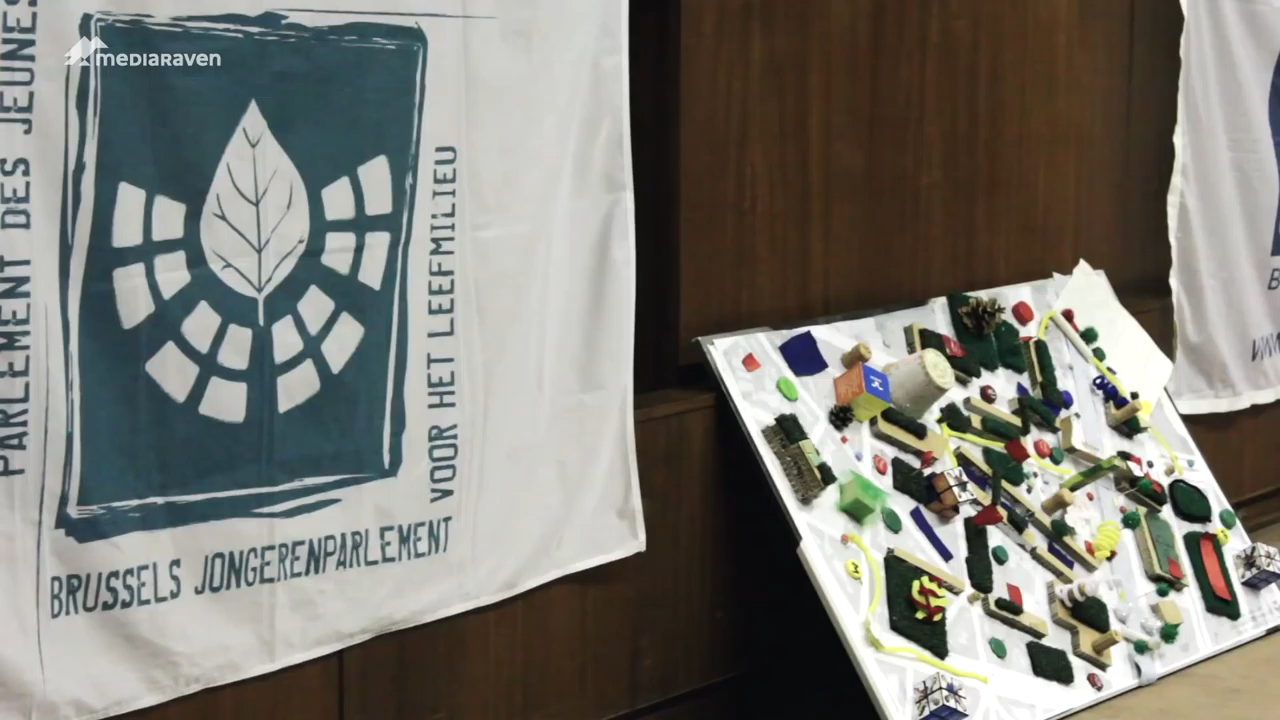 mediaraven
PARLEMENT DES JEUNES
VOOR HET LEEFMILIEU
BRUSSELS JONGERENPARLEMENT